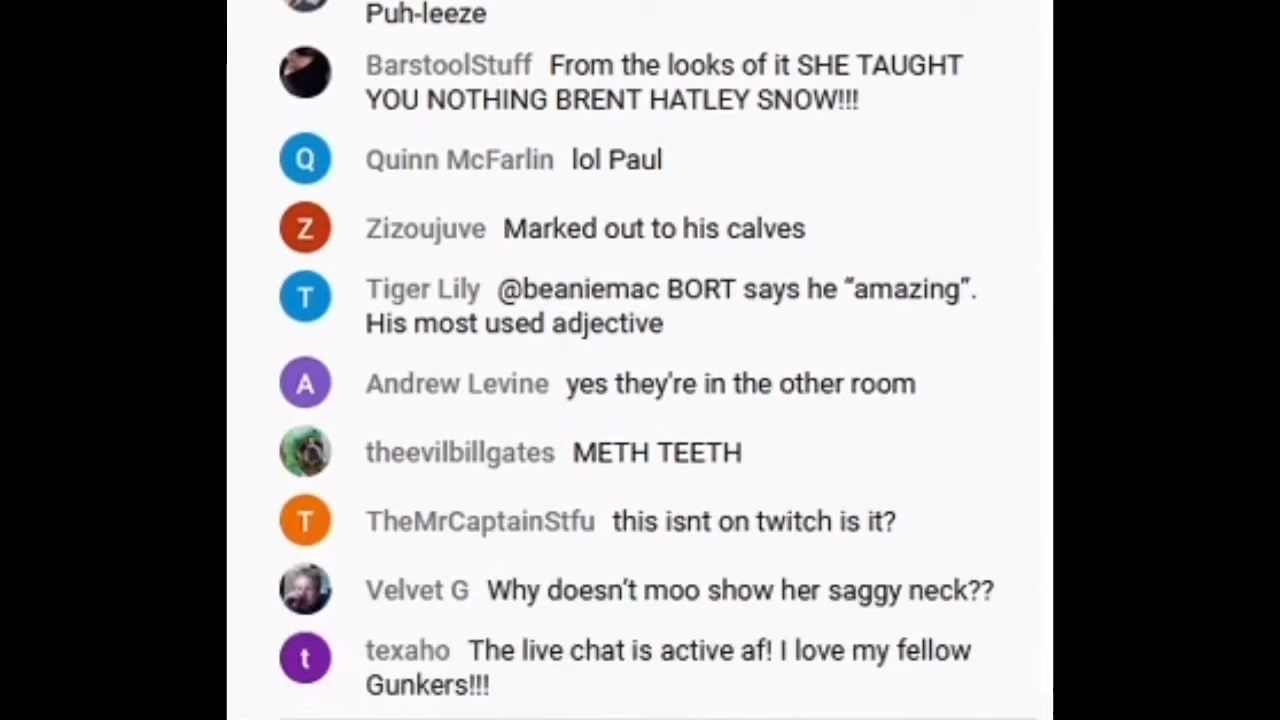 Puh-leeze
BarstoolStuff From the looks of it SHE TAUGHT
YOU NOTHING BRENT HATLEY SNOW!!!
Q Quinn McFarlin lol Paul
Z Zizoujuve Marked out to his calves
T Tiger Lily @beaniemac BORT says he “amazing”.
His most used adjective
A Andrew Levine yes they're in the other room
theevilbillgates METH TEETH
T TheMrCaptainStfu this isnt on twitch is it?
Velvet G Why doesn’t moo show her saggy neck??
t texaho The live chat is active af! I love my fellow
Gunkers!!!